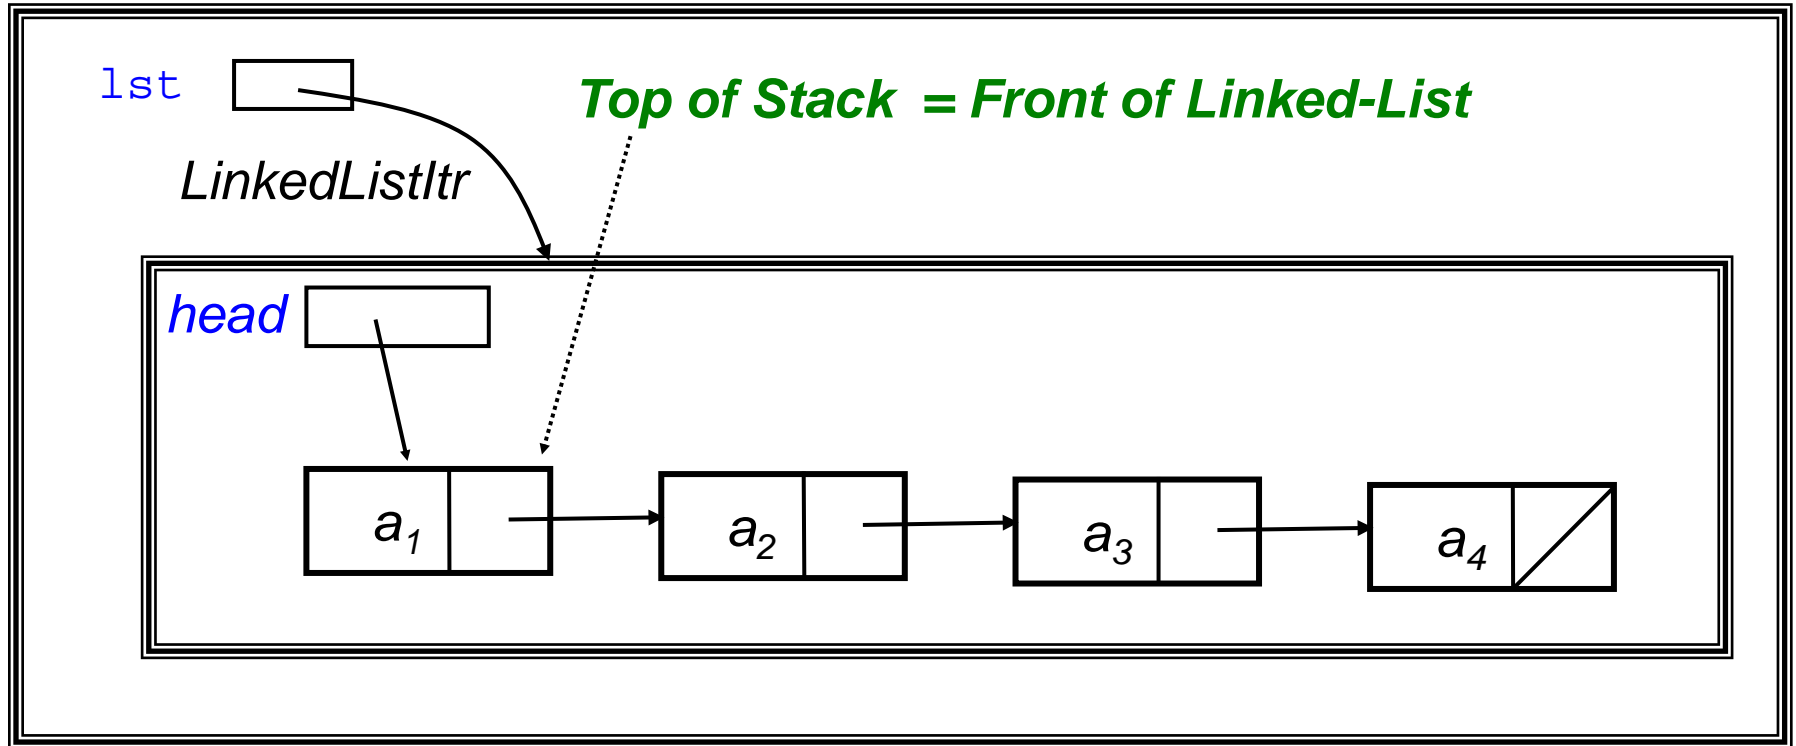 lst
Top of Stack = Front of Linked-List
LinkedListItr
head
a1 a2 a3 a4